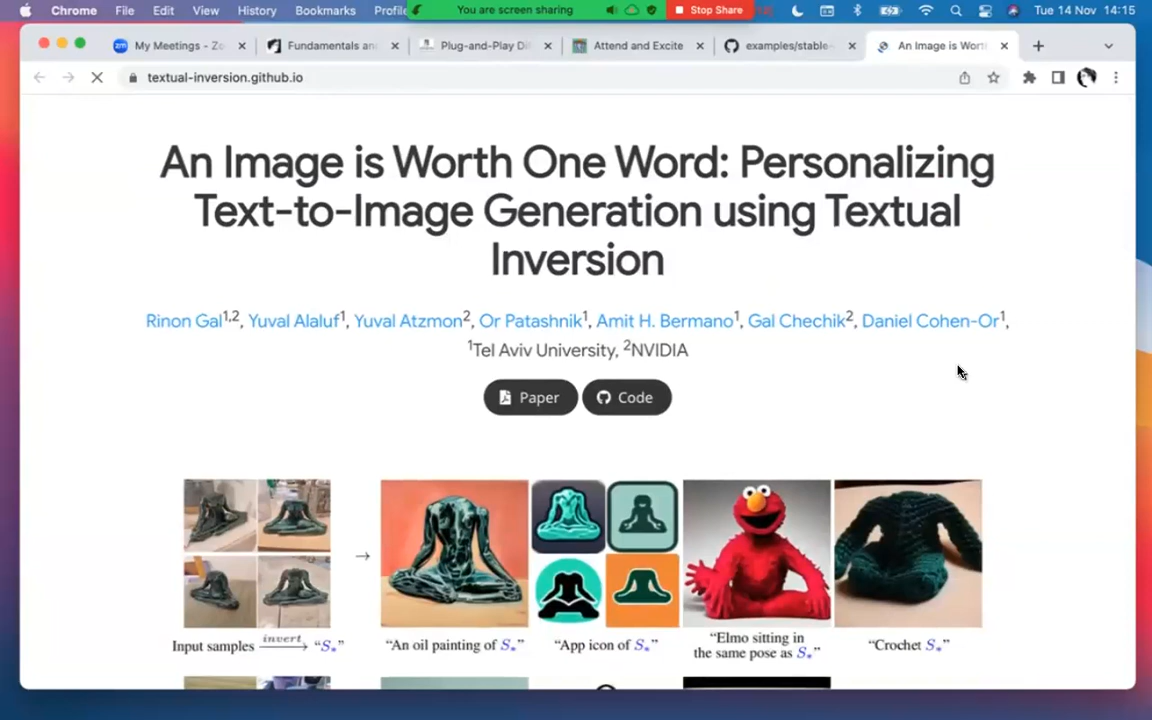 Chrome File Edit View History Bookmarks Profile You are screen sharing Stop Share Tue 14 Nov 14:15
zm My Meetings - Zo Fundamentals and Plug-and-Play Di Attend and Excite examples/stable- An Image is Worth
textual-inversion.github.io
An Image is Worth One Word: Personalizing
Text-to-Image Generation using Textual
Inversion
Rinon Gal1,2, Yuval Alaluf1, Yuval Atzmon2, Or Patashnik1, Amit H. Bermano1, Gal Chechik2, Daniel Cohen-Or1,
1Tel Aviv University, 2NVIDIA
Paper Code
Input samples invert → “S*” “An oil painting of S*” “App icon of S*” “Elmo sitting in
the same pose as S*” “Crochet S*”